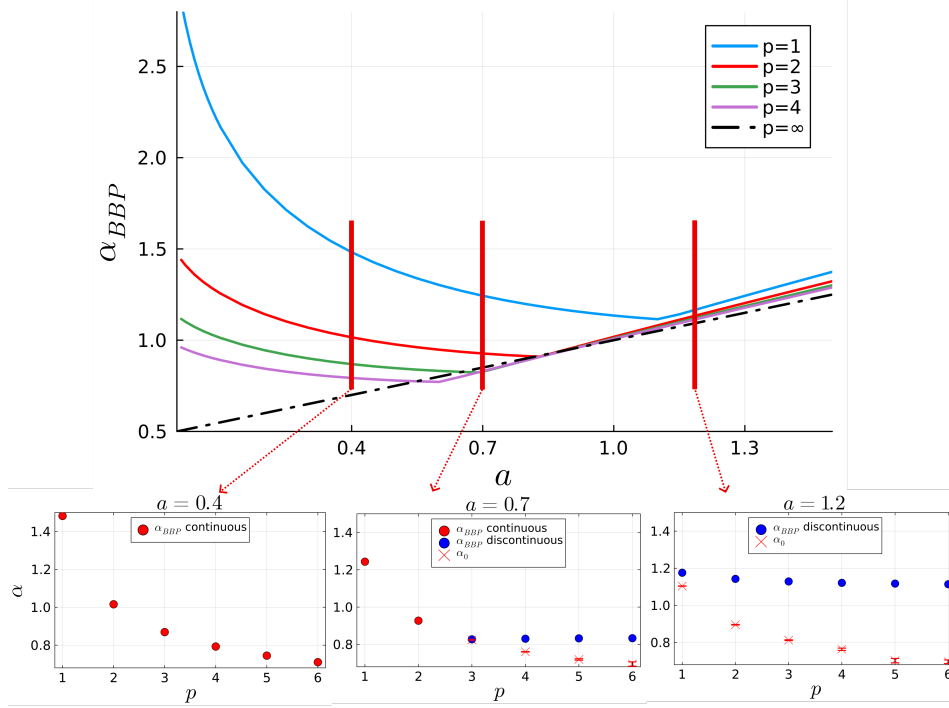 α_BBP
2.5
2.0
1.5
1.0
0.5
0.4
0.7
1.0
1.3
a
p=1
p=2
p=3
p=4
p=∞
a = 0.4
α_BBP continuous
α
1.4
1.2
1.0
0.8
1 2 3 4 5 6
p
a = 0.7
α_BBP continuous
α_BBP discontinuous
α_0
1.4
1.2
1.0
0.8
1 2 3 4 5 6
p
a = 1.2
α_BBP discontinuous
α_0
1.4
1.2
1.0
0.8
1 2 3 4 5 6
p